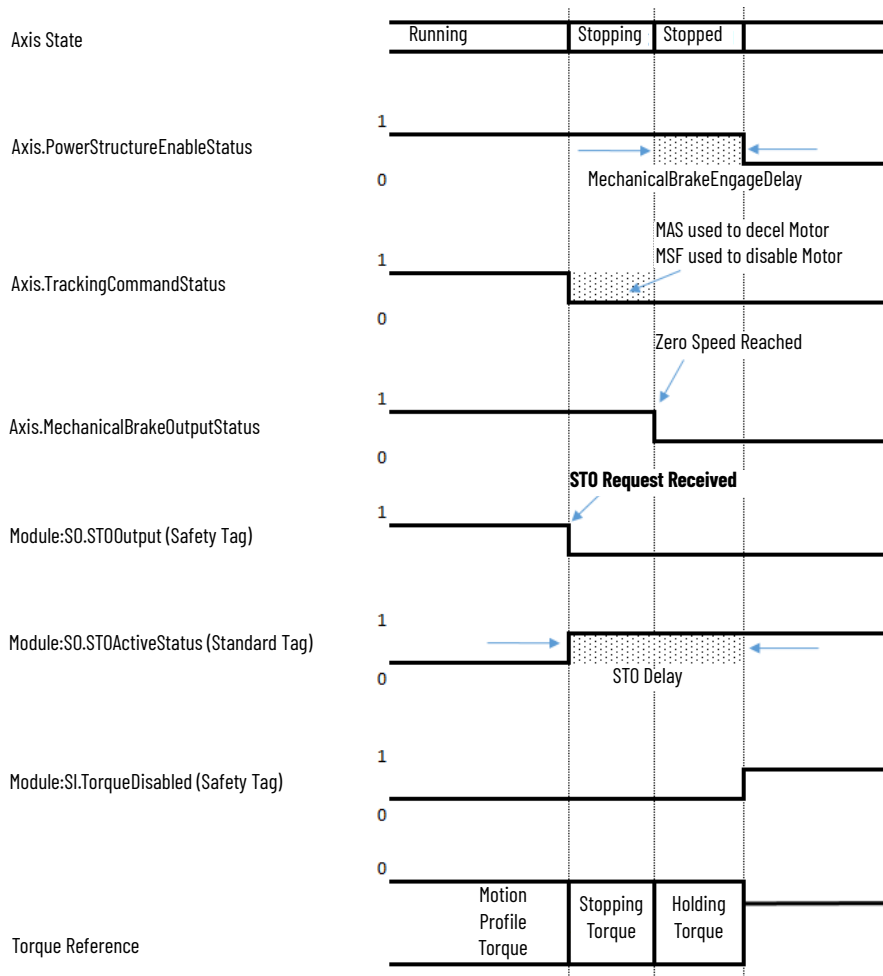 Axis State
Running
Stopping
Stopped
1
Axis.PowerStructureEnableStatus
0
MechanicalBrakeEngageDelay
MAS used to decel Motor
MSF used to disable Motor
1
Axis.TrackingCommandStatus
0
Zero Speed Reached
1
Axis.MechanicalBrakeOutputStatus
0
STO Request Received
1
Module:SO.STOOutput (Safety Tag)
1
Module:SO.STOActiveStatus (Standard Tag)
0
STO Delay
1
Module:SI.TorqueDisabled (Safety Tag)
0
0
Motion
Profile
Torque
Stopping
Torque
Holding
Torque
Torque Reference